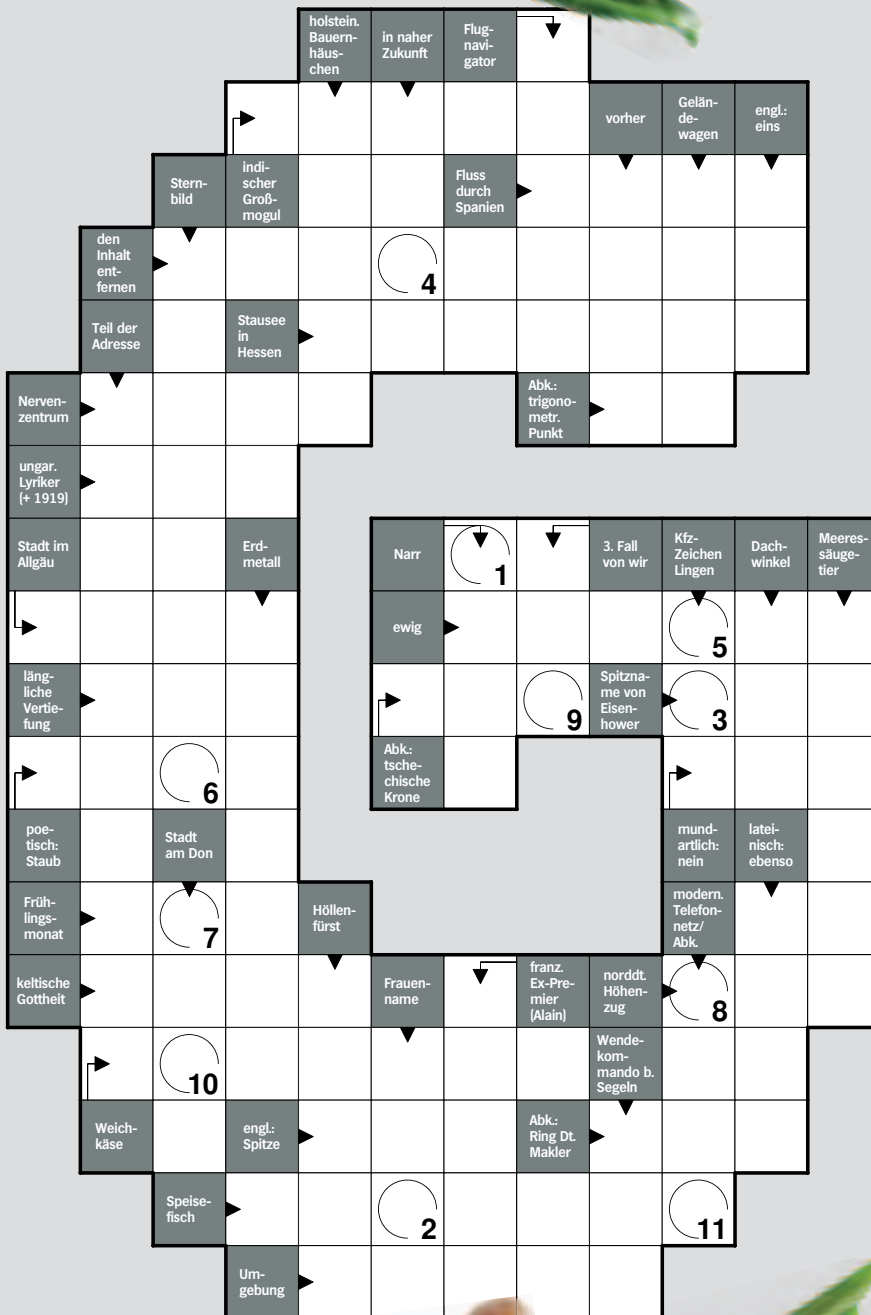 holstein.
Bauern-
häus-
chen
in naher
Zukunft
Flug-
navi-
gator
vorher
Gelän-
de-
wagen
engl.:
eins
Stern-
bild
indi-
scher
Groß-
mogul
Fluss
durch
Spanien
den
Inhalt
ent-
fernen
4
Teil der
Adresse
Stausee
in
Hessen
Nerven-
zentrum
Abk.:
trigono-
metr.
Punkt
ungar.
Lyriker
(+ 1919)
Stadt im
Allgäu
Erd-
metall
Narr
1
3. Fall
von wir
Kfz-
Zeichen
Lingen
Dach-
winkel
Meeres-
säuge-
tier
ewig
5
läng-
liche
Vertie-
fung
9
Spitzna-
me von
Eisen-
hower
3
6
Abk.:
tsche-
chische
Krone
poe-
tisch:
Staub
Stadt
am Don
mund-
artlich:
nein
latei-
nisch:
ebenso
Früh-
lings-
monat
7
Höllen-
fürst
modern.
Telefon-
netz/
Abk.
keltische
Gottheit
Frauen-
name
franz.
Ex-Pre-
mier
(Alain)
norddt.
Höhen-
zug
8
10
Wende-
kom-
mando b.
Segeln
Weich-
käse
engl.:
Spitze
Abk.:
Ring Dt.
Makler
Speise-
fisch
2
11
Um-
gebung